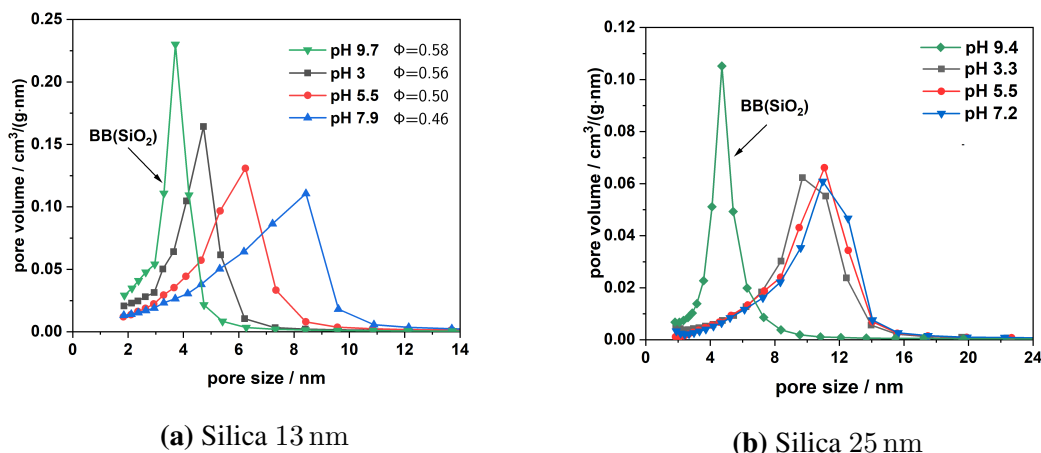 pH 9.7 Φ=0.58
pH 3 Φ=0.56
pH 5.5 Φ=0.50
pH 7.9 Φ=0.46
BB(SiO₂)
pore volume / cm³/(g·nm)
0.25
0.20
0.15
0.10
0.05
0.00
0 2 4 6 8 10 12 14
pore size / nm
(a) Silica 13 nm
pH 9.4
pH 3.3
pH 5.5
pH 7.2
BB(SiO₂)
pore volume / cm³/(g·nm)
0.12
0.10
0.08
0.06
0.04
0.02
0.00
0 4 8 12 16 20 24
pore size / nm
(b) Silica 25 nm